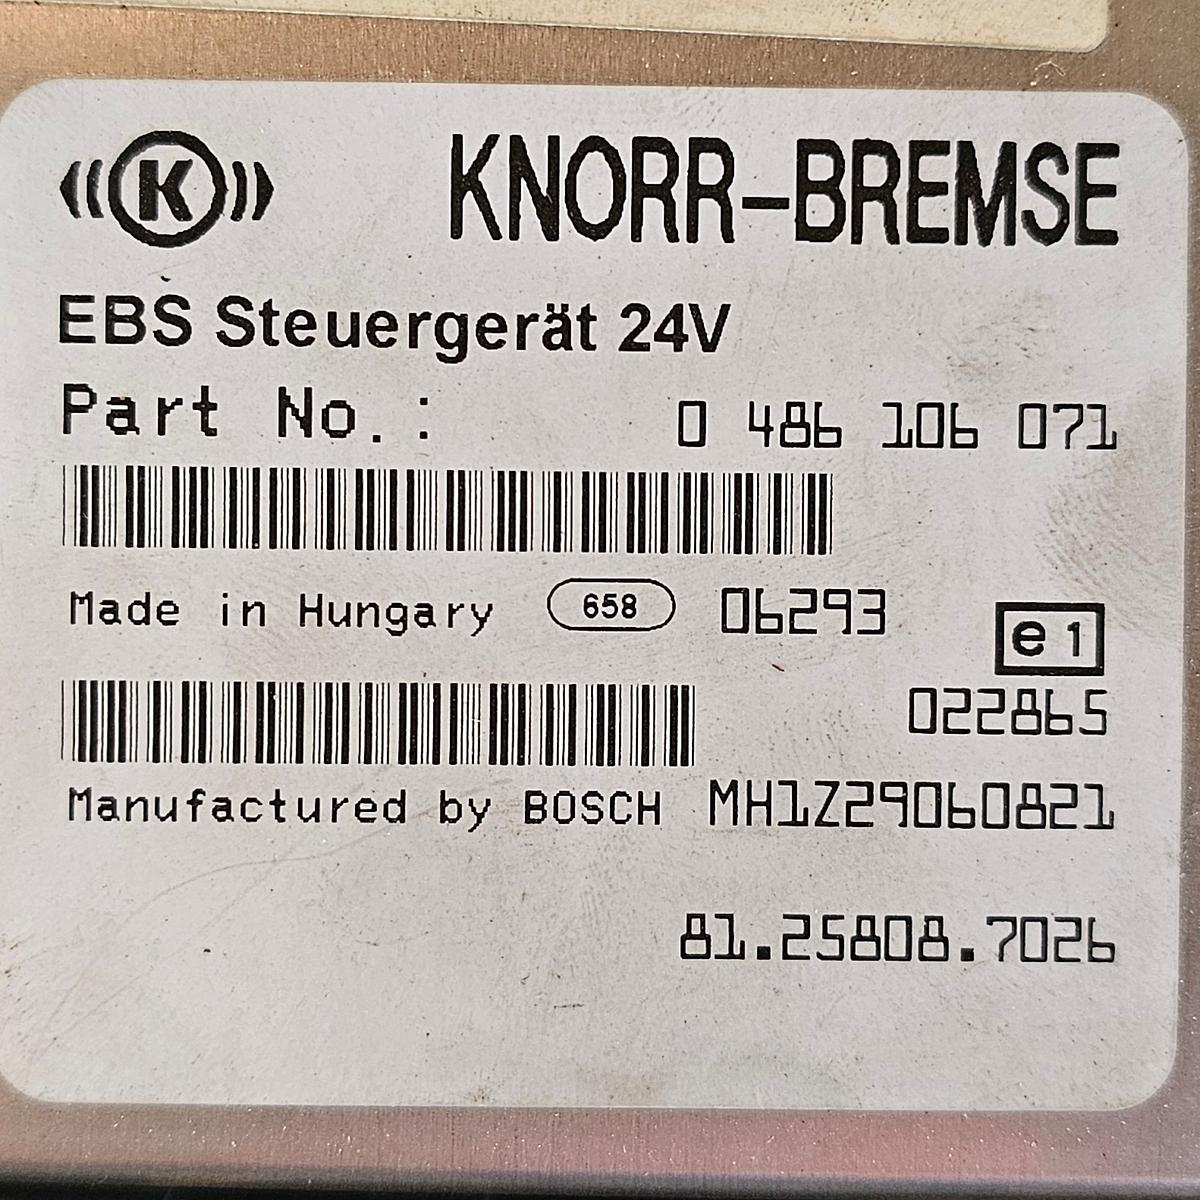 K KNORR-BREMSE
EBS Steuergerät 24V
Part No.: 0 486 106 071
Made in Hungary 658 06293
e1
022865
Manufactured by BOSCH MH1Z29060821
81.25808.7026